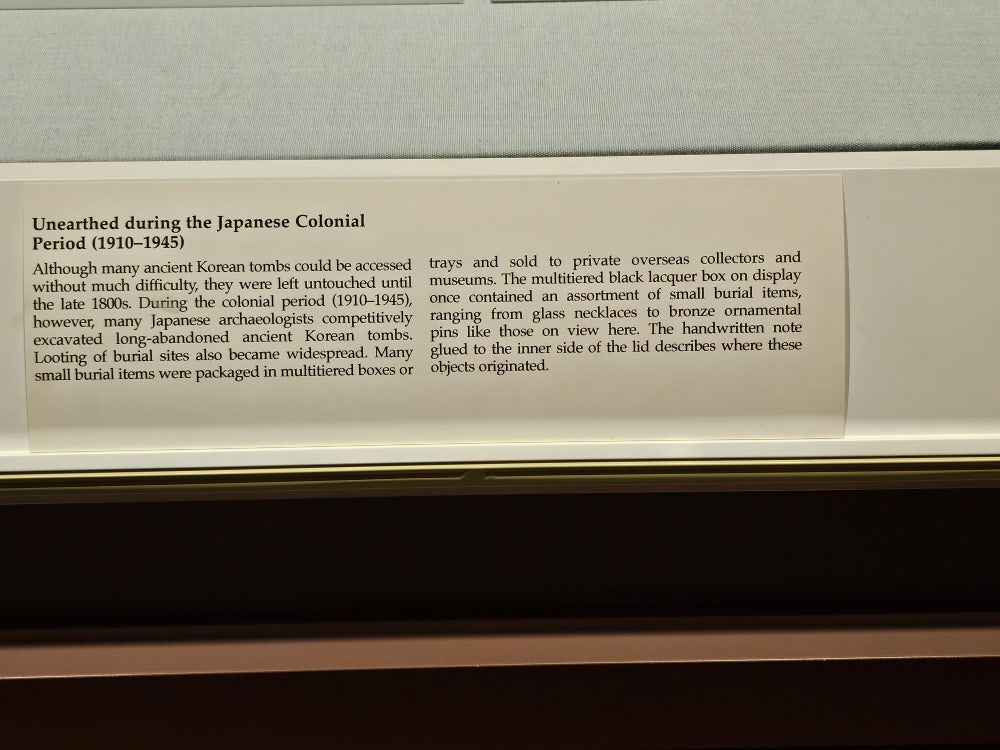 Unearthed during the Japanese Colonial
Period (1910–1945)
Although many ancient Korean tombs could be accessed
without much difficulty, they were left untouched until
the late 1800s. During the colonial period (1910–1945),
however, many Japanese archaeologists competitively
excavated long-abandoned ancient Korean tombs.
Looting of burial sites also became widespread. Many
small burial items were packaged in multitiered boxes or
trays and sold to private overseas collectors and
museums. The multitiered black lacquer box on display
once contained an assortment of small burial items,
ranging from glass necklaces to bronze ornamental
pins like those on view here. The handwritten note
glued to the inner side of the lid describes where these
objects originated.